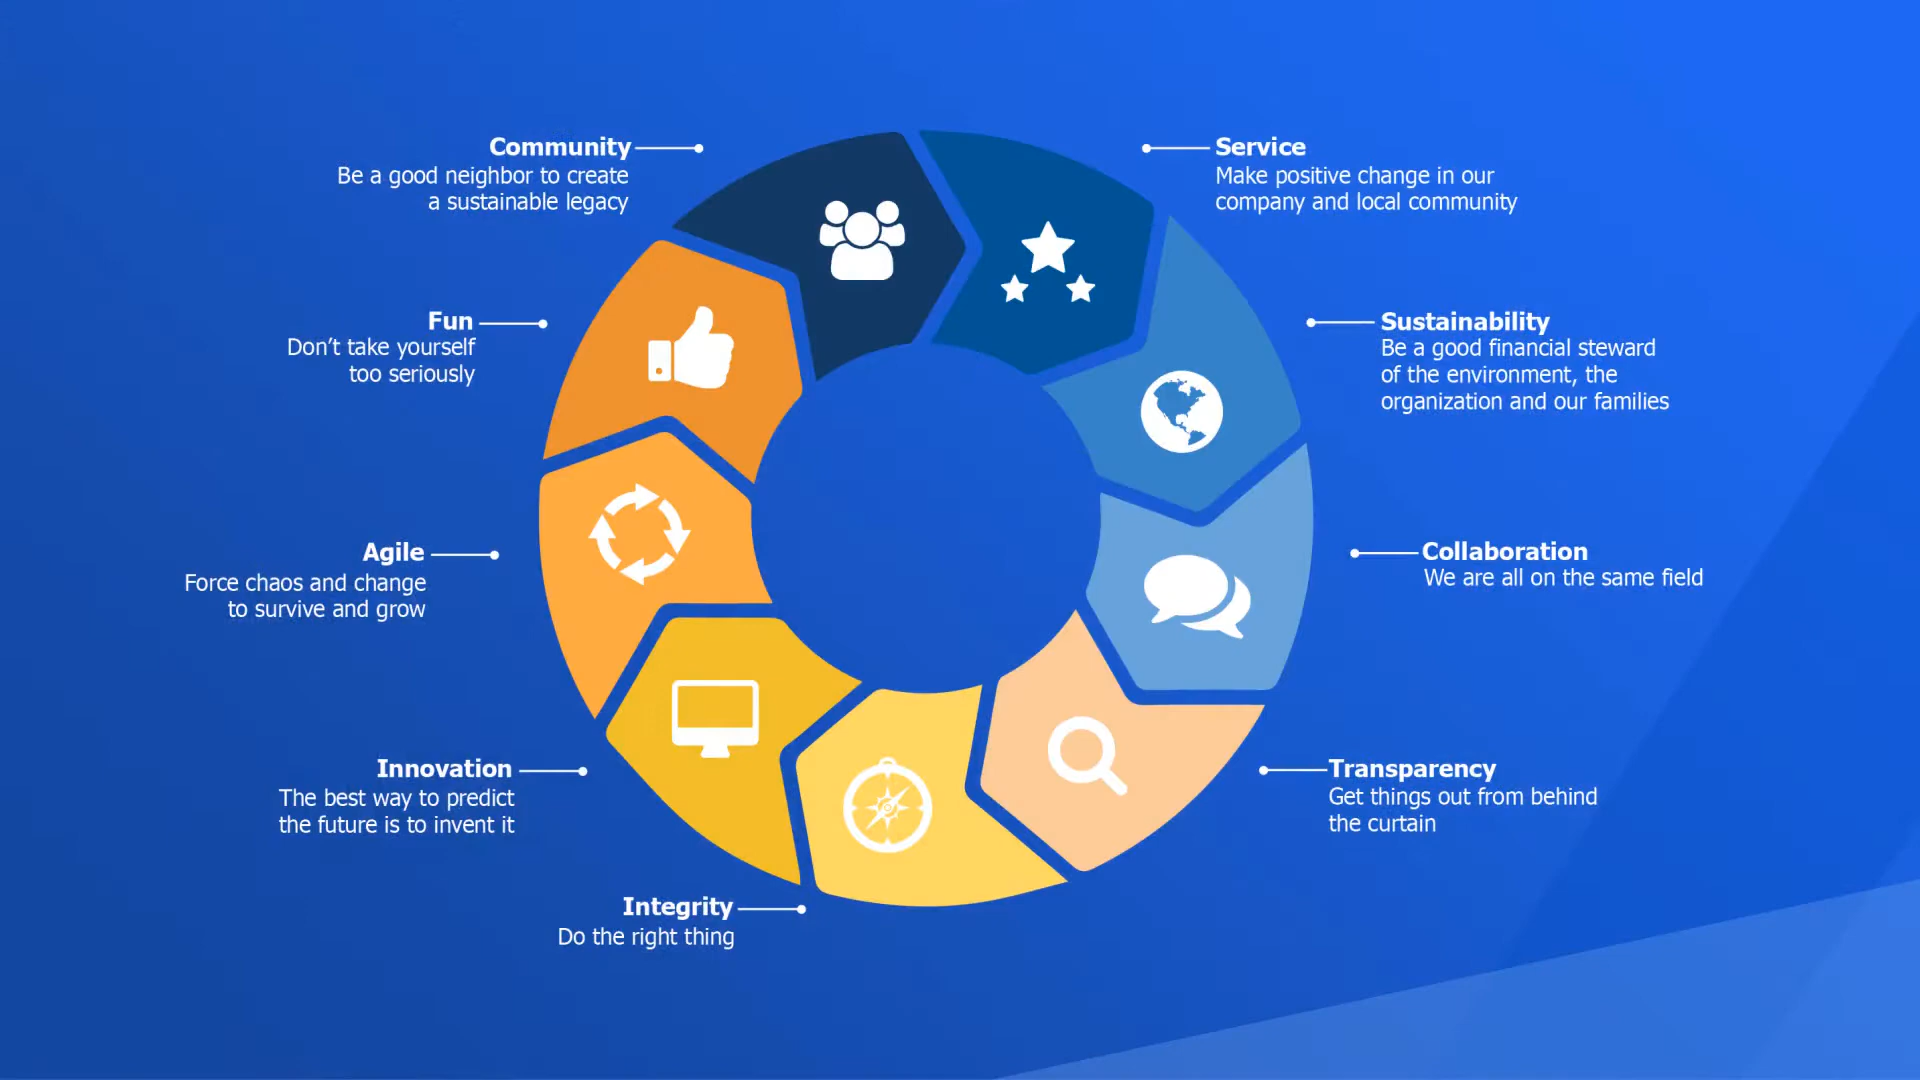 Community
Be a good neighbor to create
a sustainable legacy
Service
Make positive change in our
company and local community
Fun
Don’t take yourself
too seriously
Sustainability
Be a good financial steward
of the environment, the
organization and our families
Agile
Force chaos and change
to survive and grow
Collaboration
We are all on the same field
Innovation
The best way to predict
the future is to invent it
Transparency
Get things out from behind
the curtain
Integrity
Do the right thing